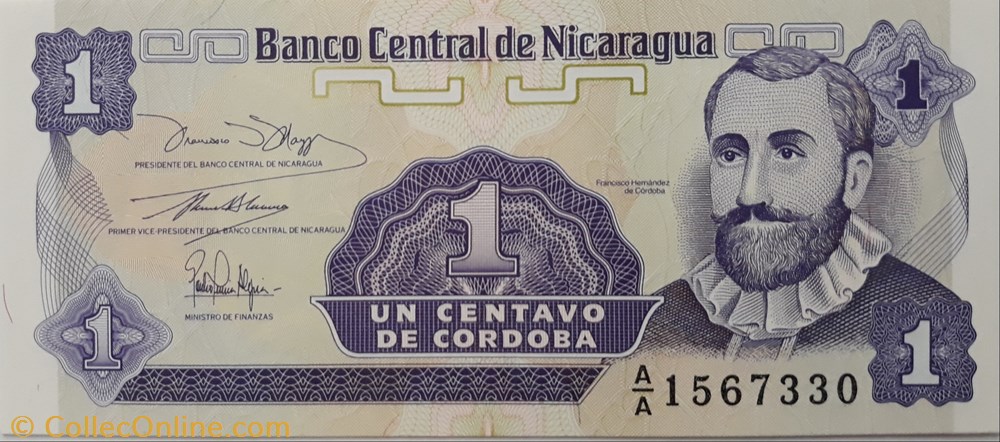 1 Banco Central de Nicaragua 1
PRESIDENTE DEL BANCO CENTRAL DE NICARAGUA
PRIMER VICE-PRESIDENTE DEL BANCO CENTRAL DE NICARAGUA
MINISTRO DE FINANZAS
Francisco Hernández
de Córdoba
1
UN CENTAVO
DE CORDOBA
1
1
A/A 1567330
© CollecOnline.com